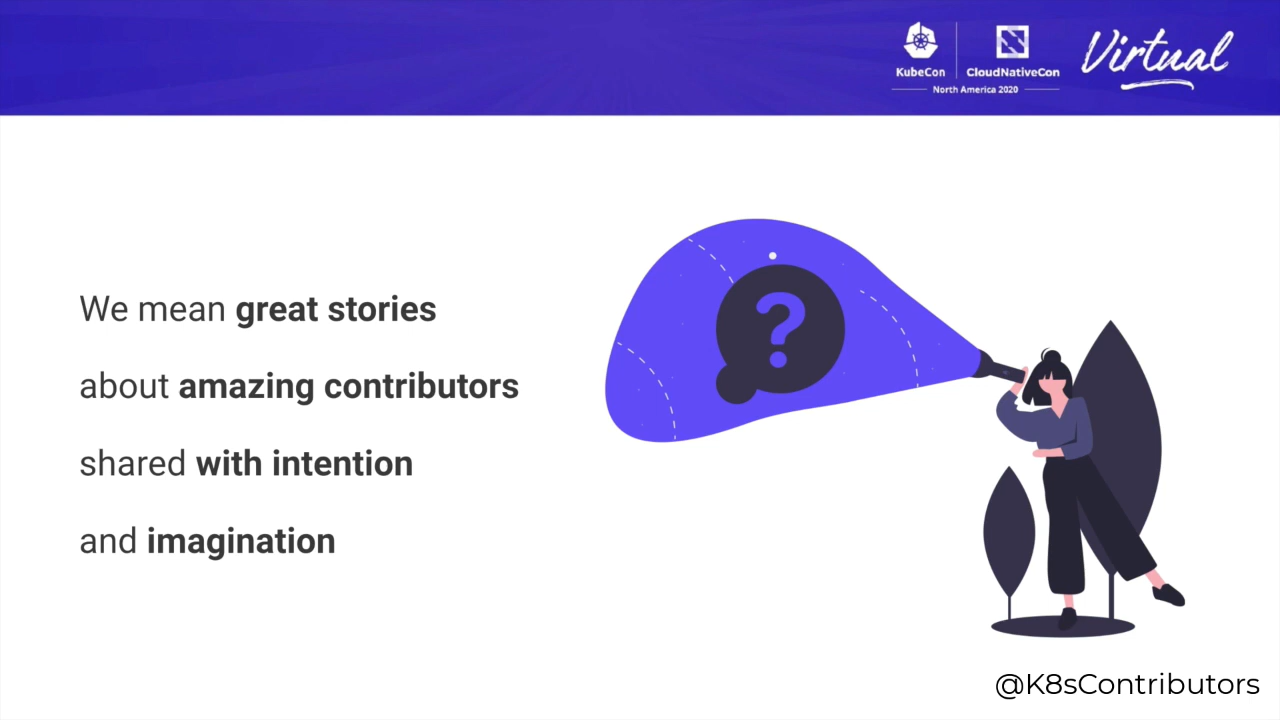 KubeCon
CloudNativeCon
North America 2020
Virtual
We mean great stories
about amazing contributors
shared with intention
and imagination
?
@K8sContributors